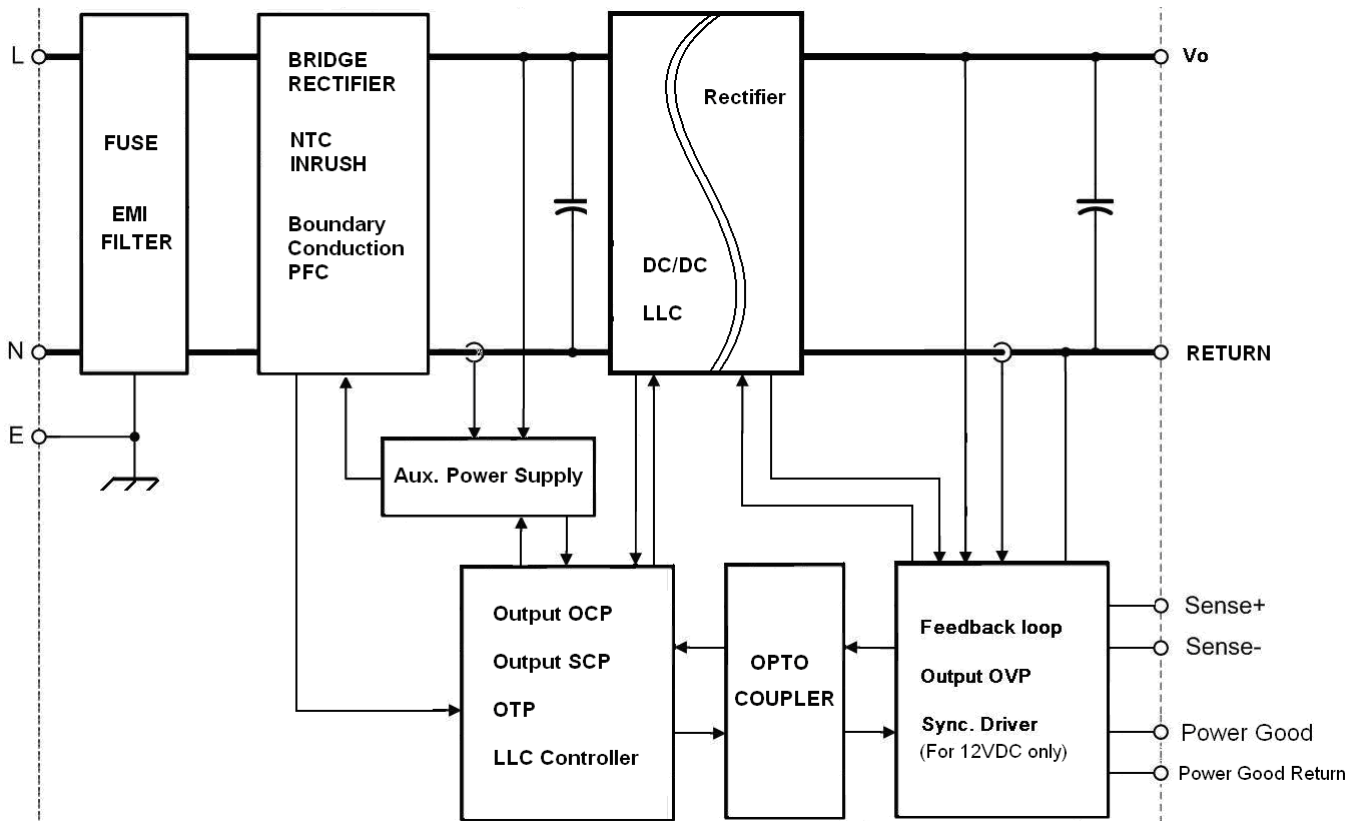 L
N
E
FUSE
EMI
FILTER
BRIDGE
RECTIFIER
NTC
INRUSH
Boundary
Conduction
PFC
Rectifier
DC/DC
LLC
Vo
RETURN
Aux. Power Supply
Output OCP
Output SCP
OTP
LLC Controller
OPTO
COUPLER
Feedback loop
Output OVP
Sync. Driver
(For 12VDC only)
Sense+
Sense-
Power Good
Power Good Return